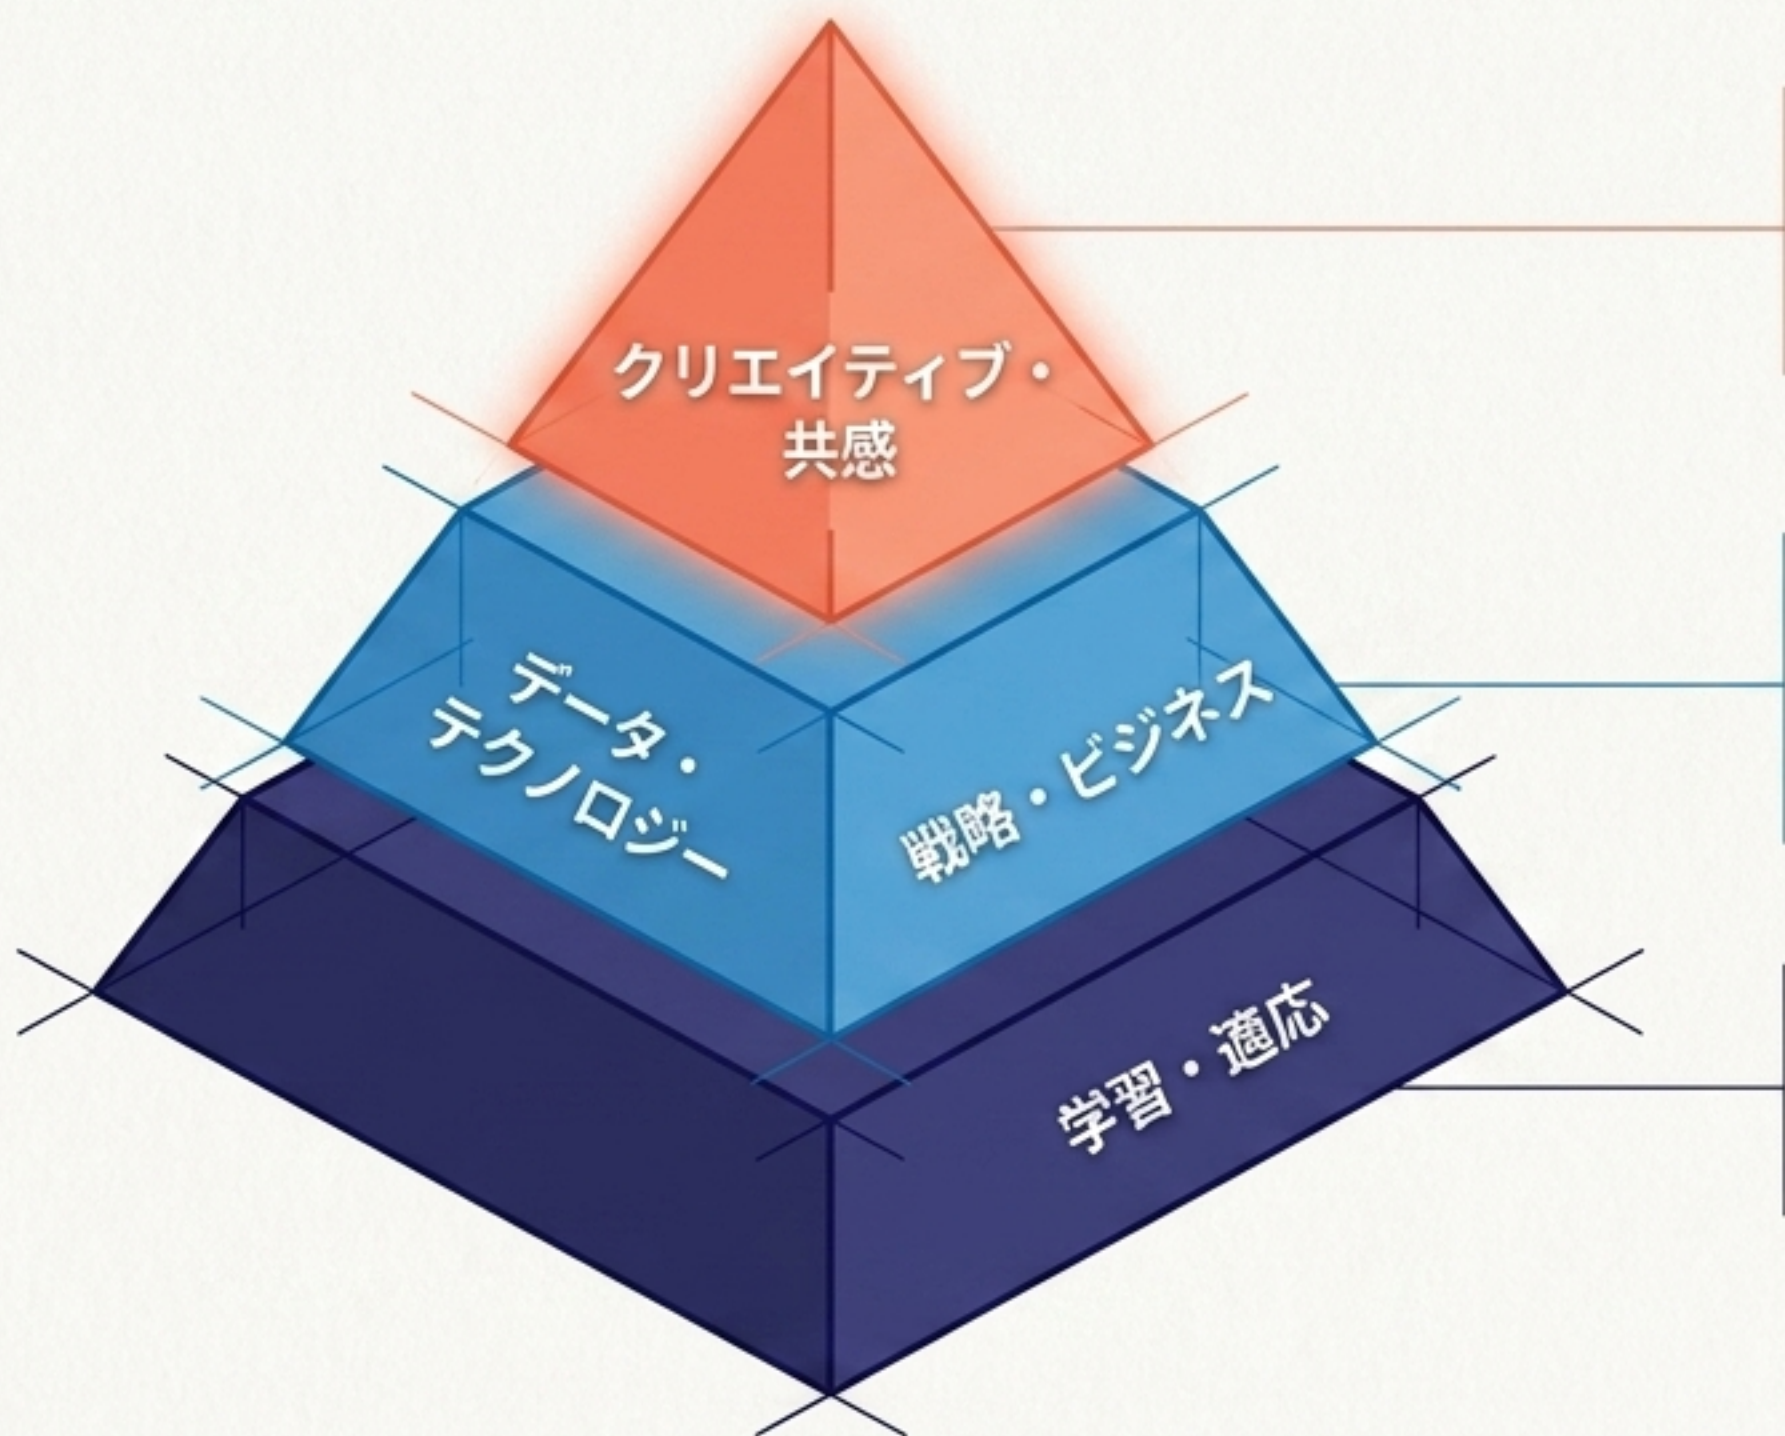 クリエイティブ・
共感
データ・
テクノロジー
戦略・ビジネス
学習・適応